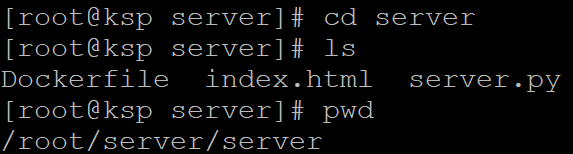 [root@ksp server]# cd server
[root@ksp server]# ls
Dockerfile  index.html  server.py
[root@ksp server]# pwd
/root/server/server